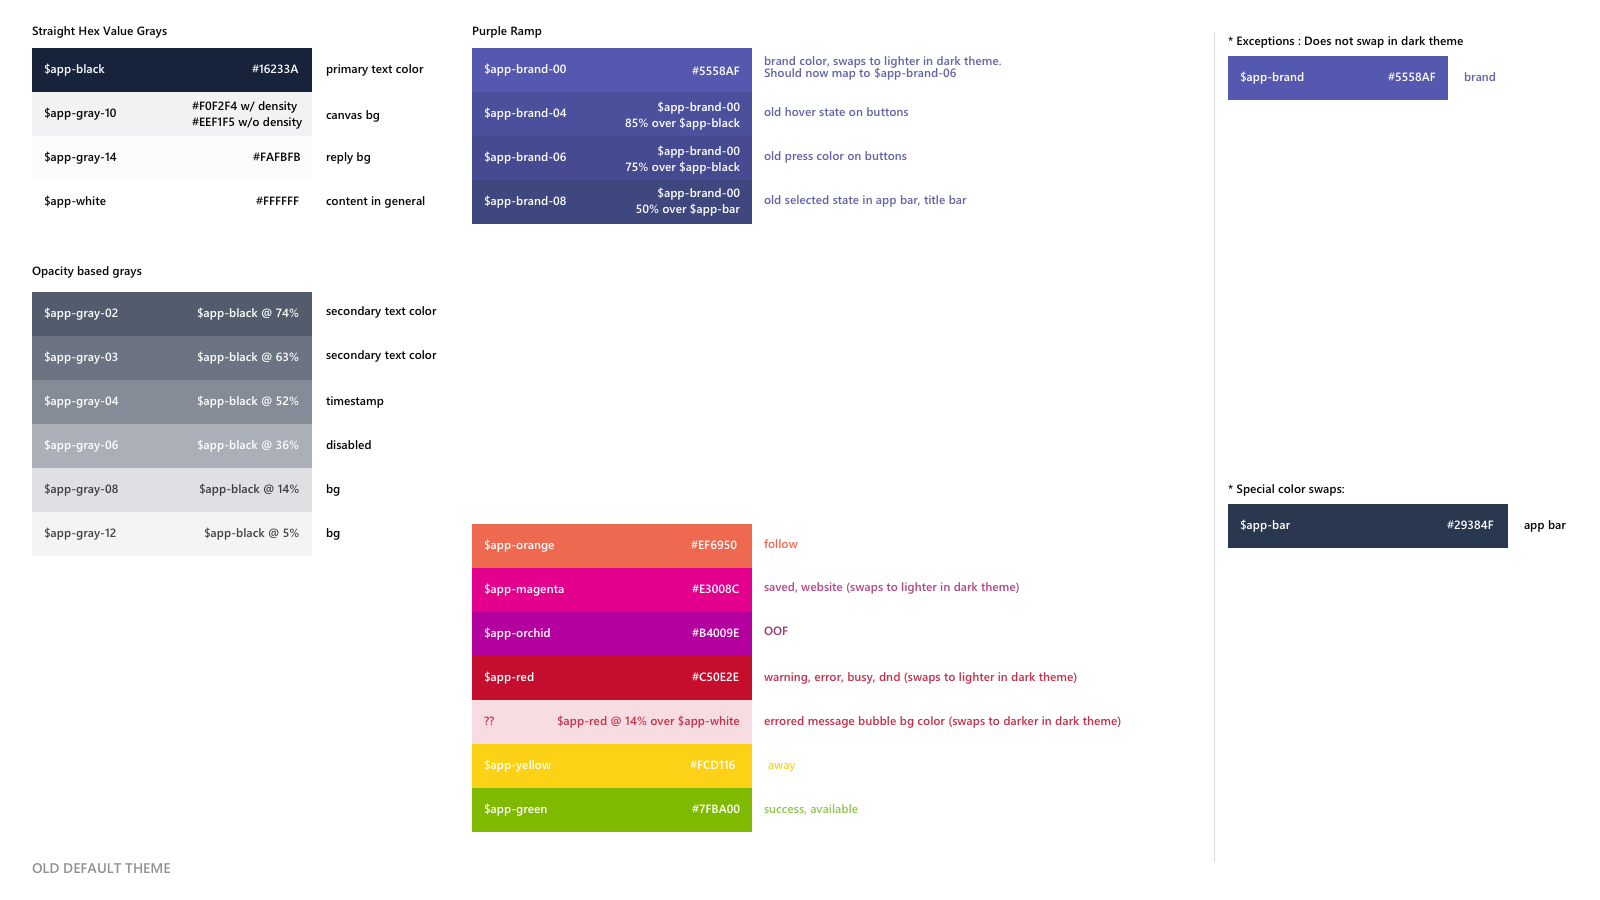 Straight Hex Value Grays
$app-black #16233A primary text color
$app-gray-10 #F0F2F4 w/ density
#EEF1F5 w/o density canvas bg
$app-gray-14 #FAFBFB reply bg
$app-white #FFFFFF content in general
Opacity based grays
$app-gray-02 $app-black @ 74% secondary text color
$app-gray-03 $app-black @ 63% secondary text color
$app-gray-04 $app-black @ 52% timestamp
$app-gray-06 $app-black @ 36% disabled
$app-gray-08 $app-black @ 14% bg
$app-gray-12 $app-black @ 5% bg
Purple Ramp
$app-brand-00 #5558AF brand color, swaps to lighter in dark theme.
Should now map to $app-brand-06
$app-brand-04 $app-brand-00
85% over $app-black old hover state on buttons
$app-brand-06 $app-brand-00
75% over $app-black old press color on buttons
$app-brand-08 $app-brand-00
50% over $app-bar old selected state in app bar, title bar
$app-orange #EF6950 follow
$app-magenta #E3008C saved, website (swaps to lighter in dark theme)
$app-orchid #B4009E OOF
$app-red #C50E2E warning, error, busy, dnd (swaps to lighter in dark theme)
?? $app-red @ 14% over $app-white errored message bubble bg color (swaps to darker in dark theme)
$app-yellow #FCD116 away
$app-green #7FBA00 success, available
* Exceptions : Does not swap in dark theme
$app-brand #5558AF brand
* Special color swaps:
$app-bar #29384F app bar
OLD DEFAULT THEME